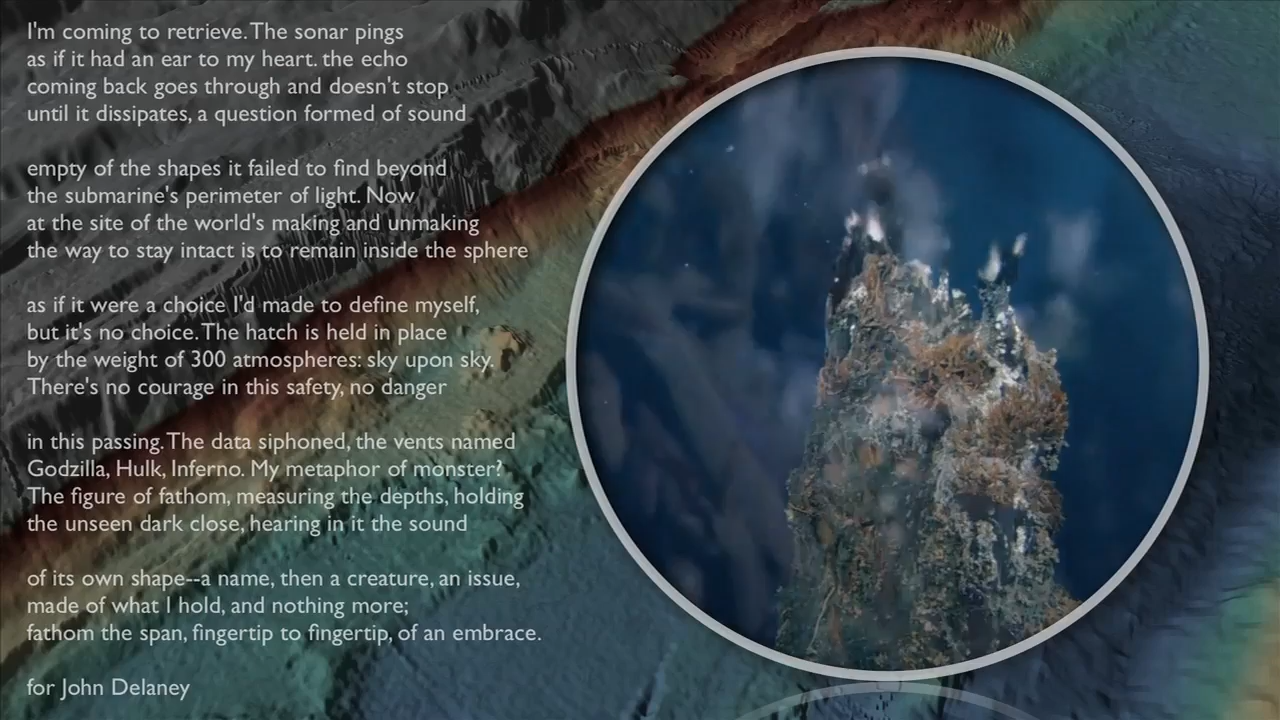 I'm coming to retrieve. The sonar pings
as if it had an ear to my heart. the echo
coming back goes through and doesn't stop
until it dissipates, a question formed of sound
empty of the shapes it failed to find beyond
the submarine's perimeter of light. Now
at the site of the world's making and unmaking
the way to stay intact is to remain inside the sphere
as if it were a choice I'd made to define myself,
but it's no choice. The hatch is held in place
by the weight of 300 atmospheres: sky upon sky.
There's no courage in this safety, no danger
in this passing. The data siphoned, the vents named
Godzilla, Hulk, Inferno. My metaphor of monster?
The figure of fathom, measuring the depths, holding
the unseen dark close, hearing in it the sound
of its own shape--a name, then a creature, an issue,
made of what I hold, and nothing more;
fathom the span, fingertip to fingertip, of an embrace.
for John Delaney